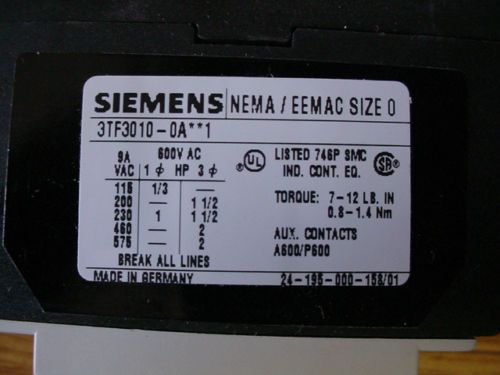 SIEMENS NEMA / EEMAC SIZE 0
3TF3010-0A**1
9A 600V AC
VAC 1 ϕ HP 3 ϕ
115 1/3 —
200 — 1 1/2
230 1 1 1/2
460 — 2
575 — 2
BREAK ALL LINES
UL LISTED 746P SMC SA
IND. CONT. EQ.
TORQUE: 7-12 LB. IN
0.8-1.4 Nm
AUX. CONTACTS
A600/P600
MADE IN GERMANY 24-195-000-158/01